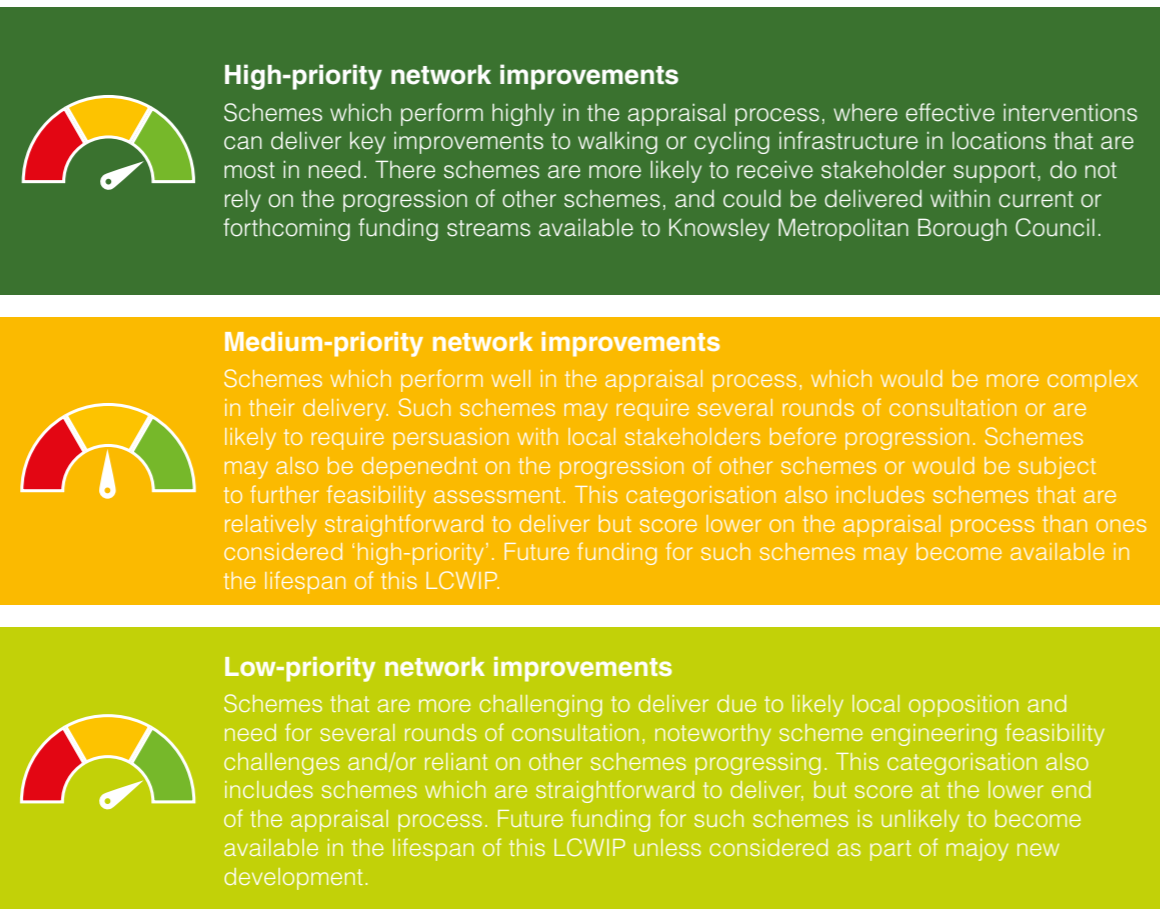 High-priority network improvements
Schemes which perform highly in the appraisal process, where effective interventions
can deliver key improvements to walking or cycling infrastructure in locations that are
most in need. There schemes are more likely to receive stakeholder support, do not
rely on the progression of other schemes, and could be delivered within current or
forthcoming funding streams available to Knowsley Metropolitan Borough Council.
Medium-priority network improvements
Schemes which perform well in the appraisal process, which would be more complex
in their delivery. Such schemes may require several rounds of consultation or are
likely to require persuasion with local stakeholders before progression. Schemes
may also be depenednt on the progression of other schemes or would be subject
to further feasibility assessment. This categorisation also includes schemes that are
relatively straightforward to deliver but score lower on the appraisal process than ones
considered ‘high-priority’. Future funding for such schemes may become available in
the lifespan of this LCWIP.
Low-priority network improvements
Schemes that are more challenging to deliver due to likely local opposition and
need for several rounds of consultation, noteworthy scheme engineering feasibility
challenges and/or reliant on other schemes progressing. This categorisation also
includes schemes which are straightforward to deliver, but score at the lower end
of the appraisal process. Future funding for such schemes is unlikely to become
available in the lifespan of this LCWIP unless considered as part of majoy new
development.